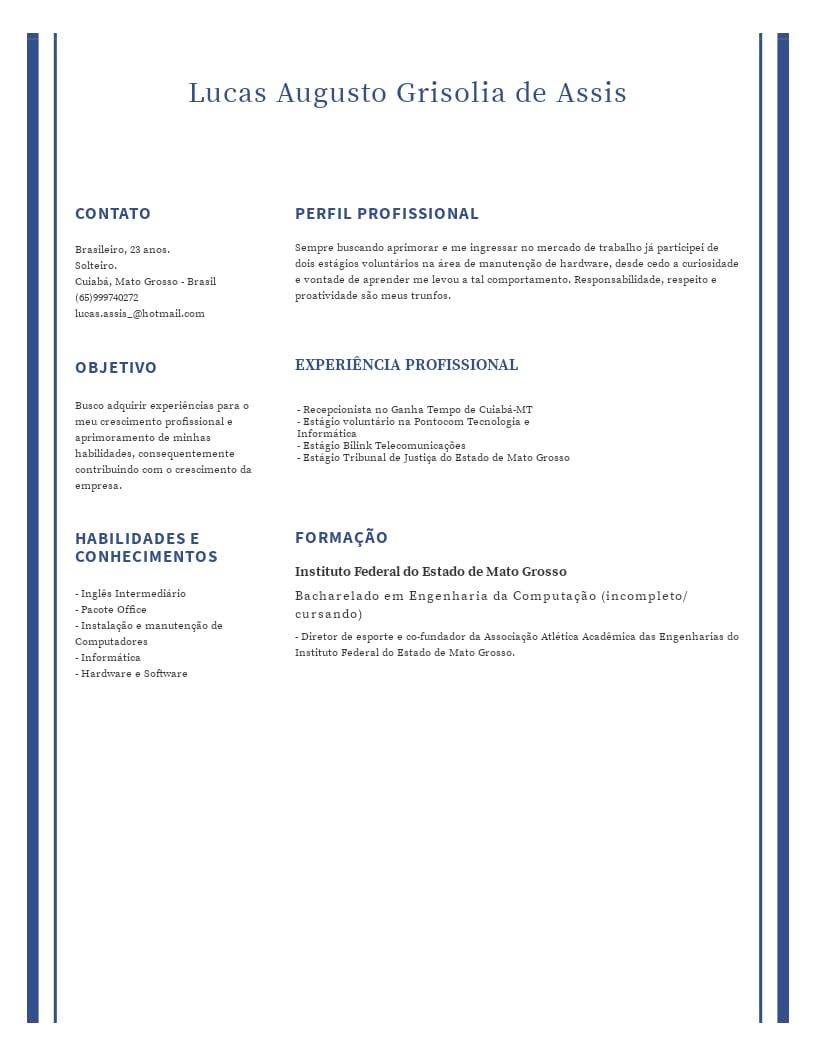 Lucas Augusto Grisolia de Assis
CONTATO
Brasileiro, 23 anos.
Solteiro.
Cuiabá, Mato Grosso - Brasil
(65)999740272
lucas.assis_@hotmail.com
OBJETIVO
Busco adquirir experiências para o
meu crescimento profissional e
aprimoramento de minhas
habilidades, consequentemente
contribuindo com o crescimento da
empresa.
HABILIDADES E
CONHECIMENTOS
- Inglês Intermediário
- Pacote Office
- Instalação e manutenção de
Computadores
- Informática
- Hardware e Software
PERFIL PROFISSIONAL
Sempre buscando aprimorar e me ingressar no mercado de trabalho já participei de
dois estágios voluntários na área de manutenção de hardware, desde cedo a curiosidade
e vontade de aprender me levou a tal comportamento. Responsabilidade, respeito e
proatividade são meus trunfos.
EXPERIÊNCIA PROFISSIONAL
- Recepcionista no Ganha Tempo de Cuiabá-MT
- Estágio voluntário na Pontocom Tecnologia e
Informática
- Estágio Bilink Telecomunicações
- Estágio Tribunal de Justiça do Estado de Mato Grosso
FORMAÇÃO
Instituto Federal do Estado de Mato Grosso
Bacharelado em Engenharia da Computação (incompleto/
cursando)
- Diretor de esporte e co-fundador da Associação Atlética Acadêmica das Engenharias do
Instituto Federal do Estado de Mato Grosso.